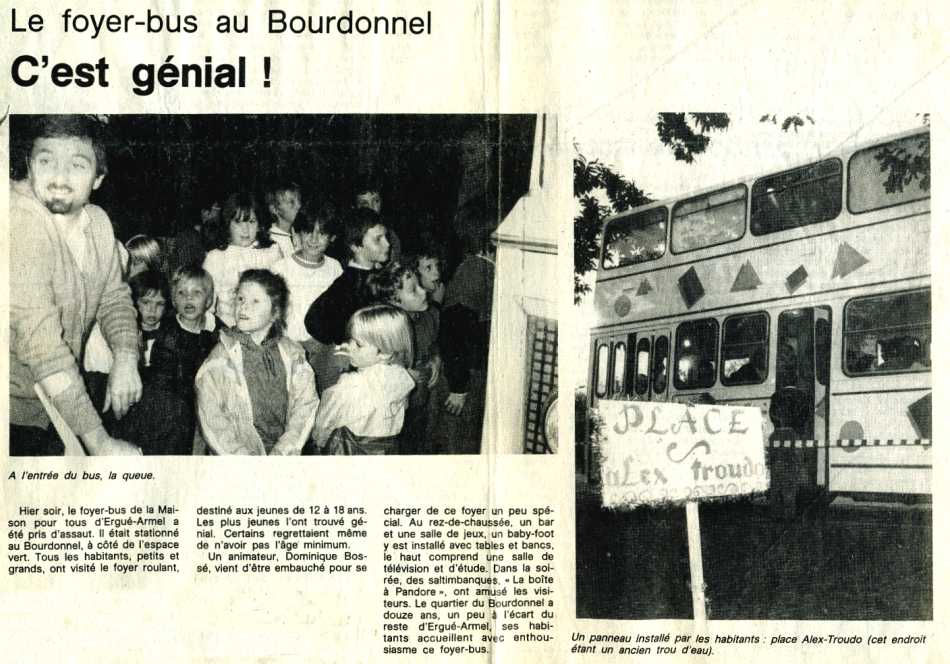 Le foyer-bus au Bourdonnel
C'est génial !
PLACE
aLex troudo
A l'entrée du bus, la queue.
Hier soir, le foyer-bus de la Mai-
son pour tous d'Ergué-Armel a
été pris d'assaut. Il était stationné
au Bourdonnel, à côté de l'espace
vert. Tous les habitants, petits et
grands, ont visité le foyer roulant,
destiné aux jeunes de 12 à 18 ans.
Les plus jeunes l'ont trouvé gé-
nial. Certains regrettaient même
de n'avoir pas l'âge minimum.
Un animateur, Dominique Bos-
sé, vient d'être embauché pour se
charger de ce foyer un peu spé-
cial. Au rez-de-chaussée, un bar
et une salle de jeux, un baby-foot
y est installé avec tables et bancs,
le haut comprend une salle de
télévision et d'étude. Dans la soi-
rée, des saltimbanques, « La boîte
à Pandore », ont amusé les visi-
teurs. Le quartier du Bourdonnel a
douze ans, un peu à l'écart du
reste d'Ergué-Armel, ses habi-
tants accueillent avec enthou-
siasme ce foyer-bus.
Un panneau installé par les habitants : place Alex-Troudo (cet endroit
étant un ancien trou d'eau).